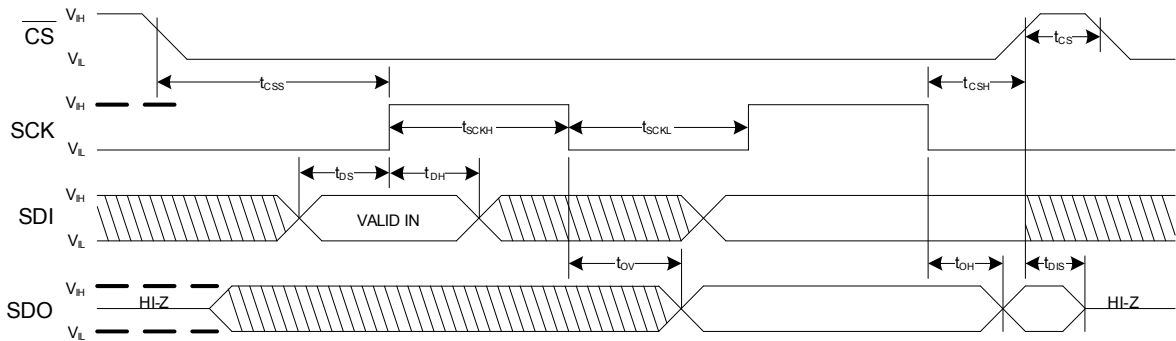 VIH
CS
VIL
tCS
tCSS
tCSH
VIH
SCK
VIL
tSCKH
tSCKL
tDS
tDH
VIH
SDI
VIL
VALID IN
tOV
tOH
tDIS
VIH
SDO
VIL
HI-Z
HI-Z